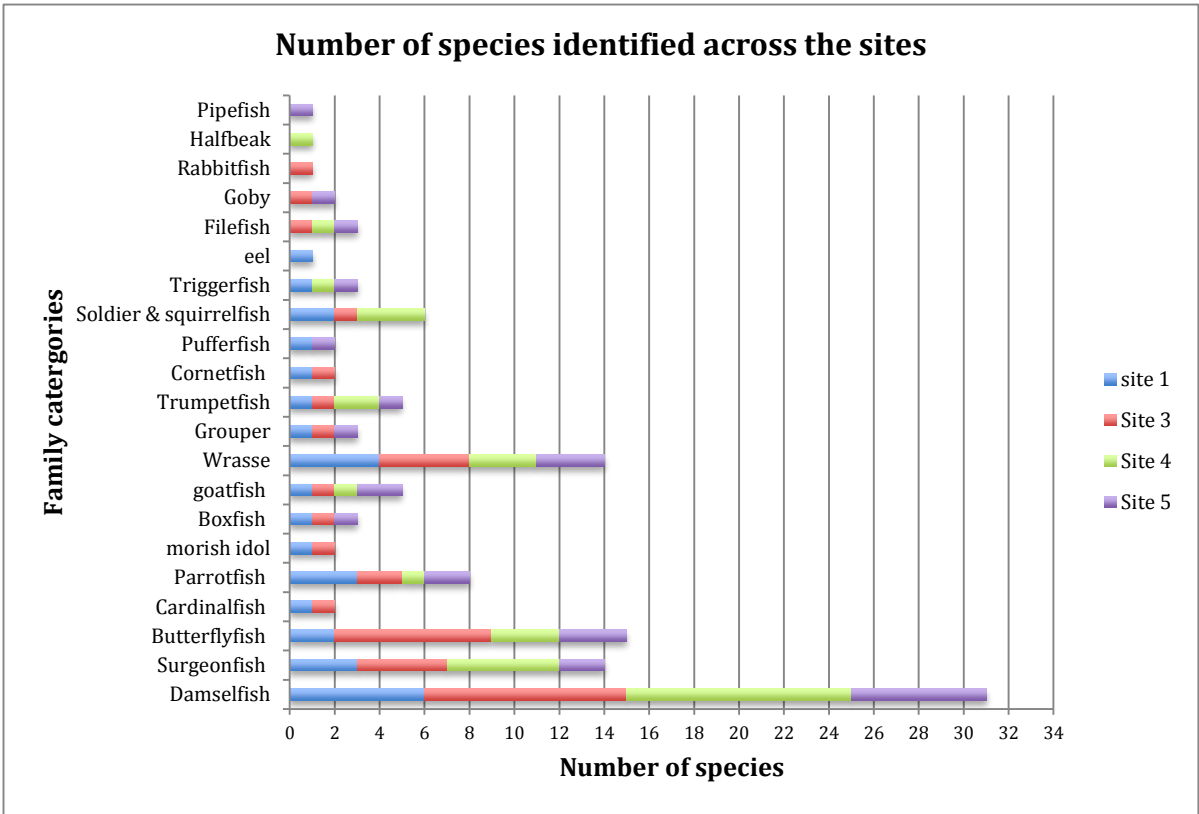 Number of species identified across the sites
Family catergories
Pipefish
Halfbeak
Rabbitfish
Goby
Filefish
eel
Triggerfish
Soldier & squirrelfish
Pufferfish
Cornetfish
Trumpetfish
Grouper
Wrasse
goatfish
Boxfish
morish idol
Parrotfish
Cardinalfish
Butterflyfish
Surgeonfish
Damselfish
0 2 4 6 8 10 12 14 16 18 20 22 24 26 28 30 32 34
Number of species
site 1
Site 3
Site 4
Site 5